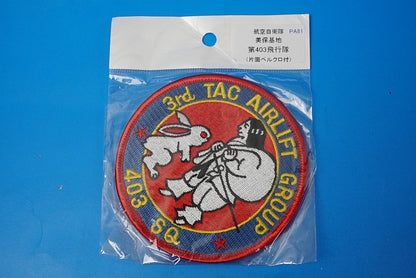 航空自衛隊 PA81
美保基地
第403飛行隊
(片面ベルクロ付)
3rd TAC AIRLIFT GROUP
403 SQ